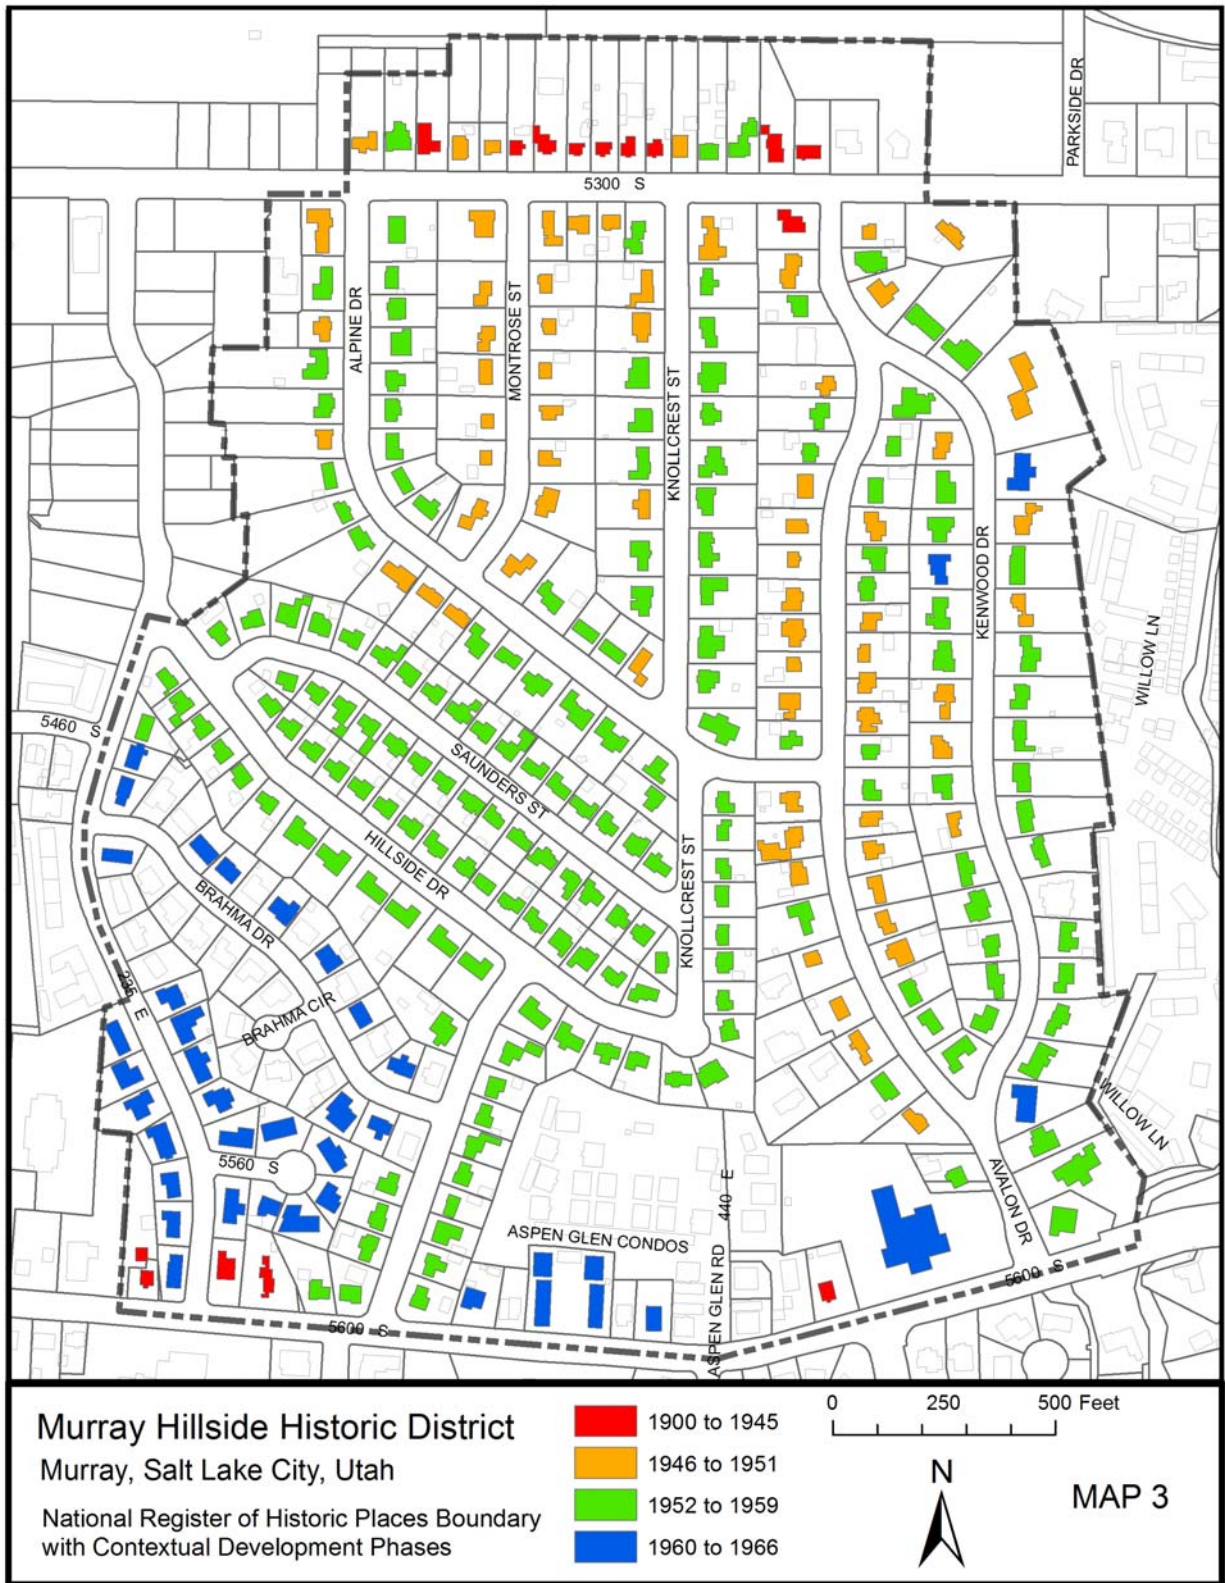 PARKSIDE DR
5300 S
ALPINE DR
MONTROSE ST
KNOLLCREST ST
KENWOOD DR
WILLOW LN
5460 S
SAUNDERS ST
HILLSIDE DR
KNOLLCREST ST
BRAHMA DR
235 E
BRAHMA CIR
WILLOW LN
5560 S
440 E
AVALON DR
ASPEN GLEN CONDOS
ASPEN GLEN RD
5600 S
5600 S
Murray Hillside Historic District
Murray, Salt Lake City, Utah
National Register of Historic Places Boundary
with Contextual Development Phases
1900 to 1945
1946 to 1951
1952 to 1959
1960 to 1966
0 250 500 Feet
N
MAP 3